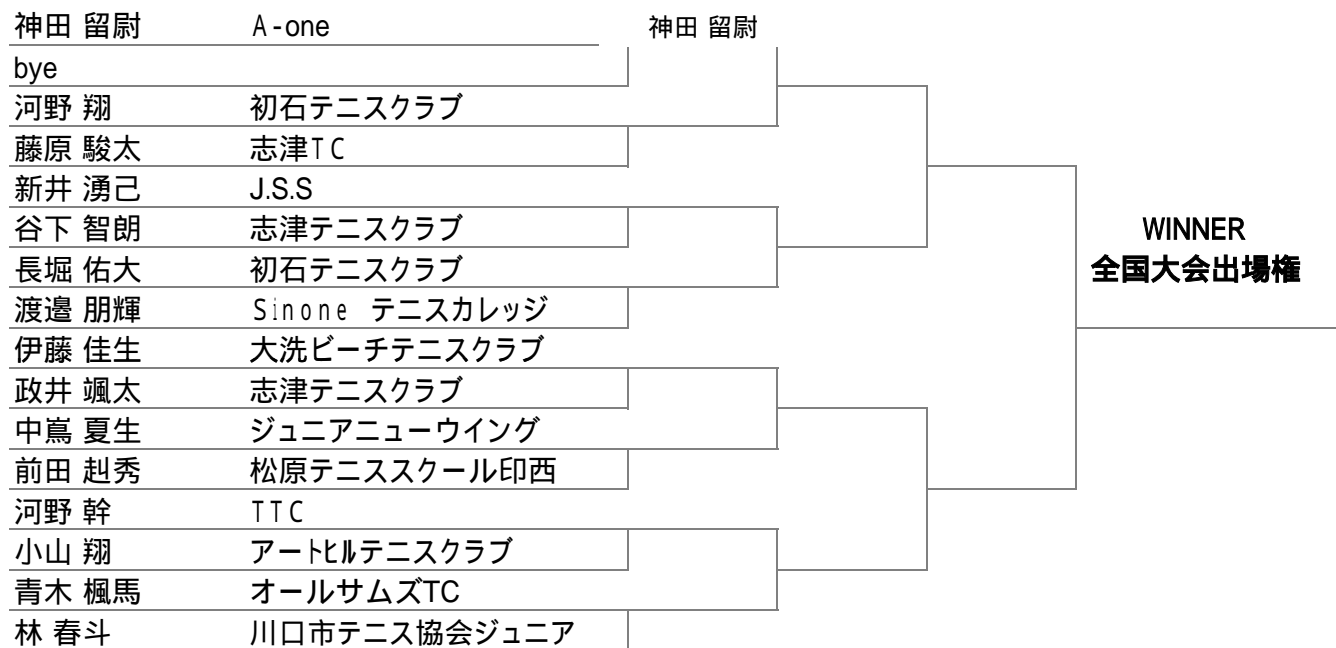 神田 留尉 A-one 神田 留尉
bye
河野 翔 初石テニスクラブ
藤原 駿太 志津TC
新井 湧己 J.S.S
谷下 智朗 志津テニスクラブ
WINNER
長堀 佑大 初石テニスクラブ
全国大会出場権
渡邉 朋輝 Sinone テニスカレッジ
伊藤 佳生 大洗ビーチテニスクラブ
政井 颯太 志津テニスクラブ
中嶌 夏生 ジュニアニューウイング
前田 赳秀 松原テニススクール印西
河野 幹 TTC
小山 翔 アートヒルテニスクラブ
青木 楓馬 オールサムズTC
林 春斗 川口市テニス協会ジュニア